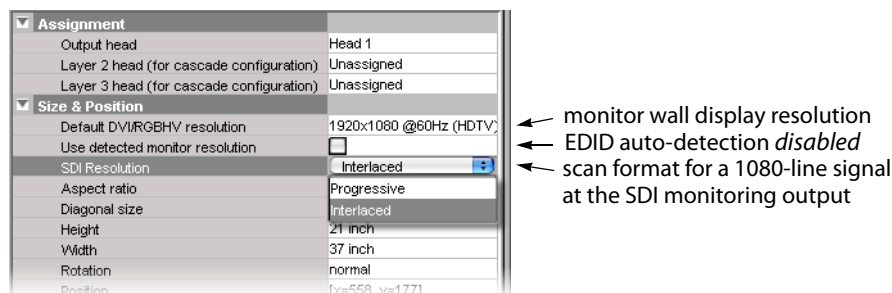 Assignment
Output head Head 1
Layer 2 head (for cascade configuration) Unassigned
Layer 3 head (for cascade configuration) Unassigned
Size & Position
Default DVI/RGBHV resolution 1920x1080 @60Hz (HDTV)
Use detected monitor resolution
SDI Resolution Interlaced
Aspect ratio Progressive
Diagonal size Interlaced
Height 21 inch
Width 37 inch
Rotation normal
Position [x=558, y=177]
monitor wall display resolution
EDID auto-detection disabled
scan format for a 1080-line signal
at the SDI monitoring output